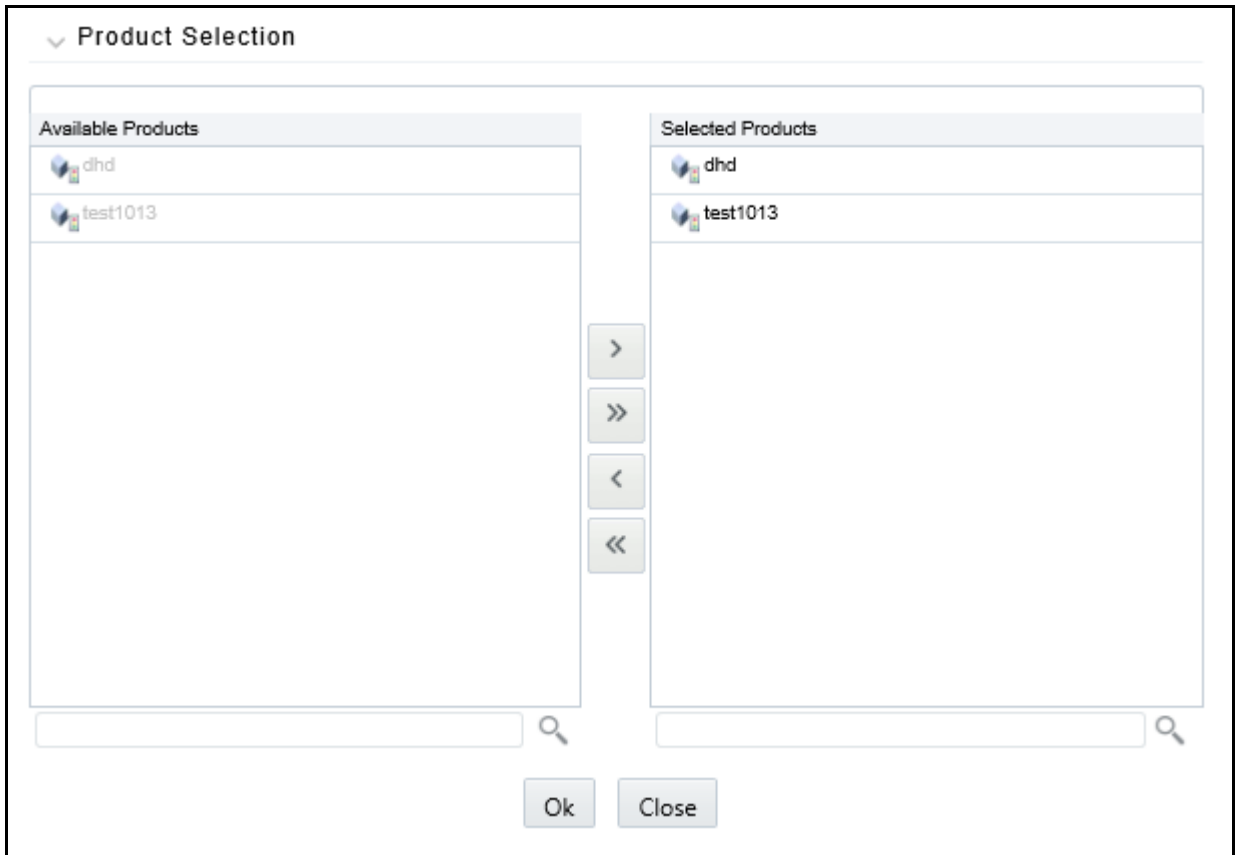 Product Selection
Available Products
dhd
test1013
Selected Products
dhd
test1013
>
»
<
«
Ok
Close